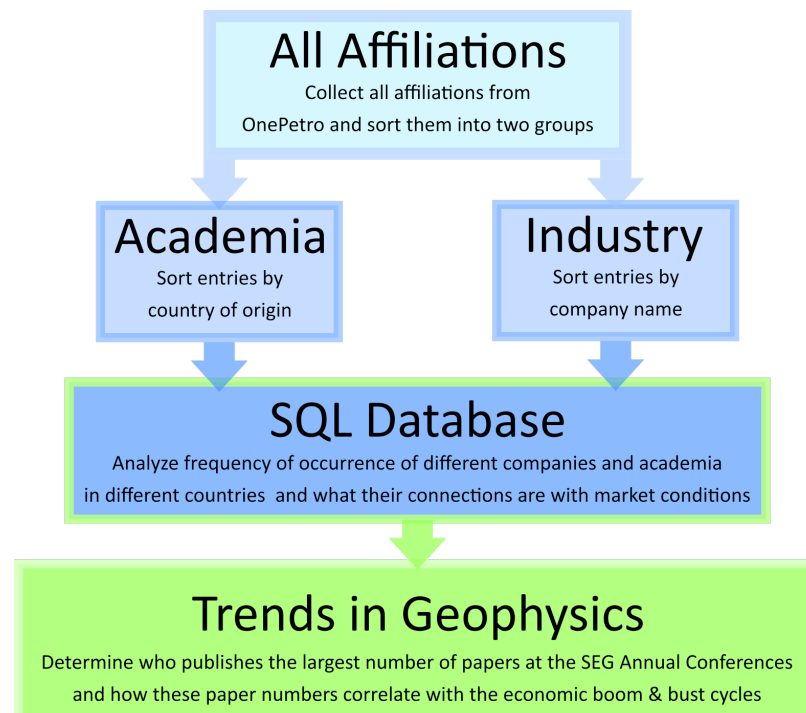 All Affiliations
Collect all affiliations from
OnePetro and sort them into two groups
Academia
Sort entries by
country of origin
Industry
Sort entries by
company name
SQL Database
Analyze frequency of occurrence of different companies and academia
in different countries  and what their connections are with market conditions
Trends in Geophysics
Determine who publishes the largest number of papers at the SEG Annual Conferences
and how these paper numbers correlate with the economic boom & bust cycles